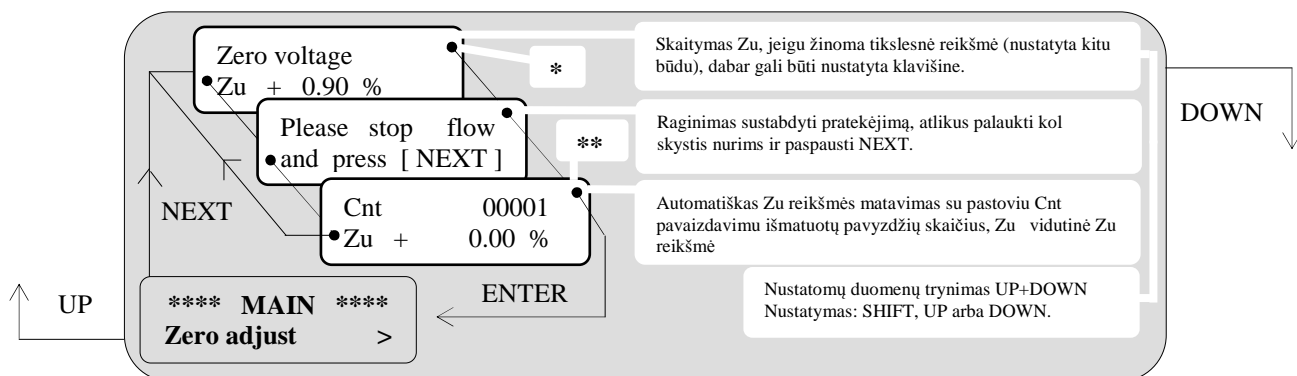 Zero voltage
Zu + 0.90 %
*
Skaitymas Zu, jeigu žinoma tikslesnė reikšmė (nustatyta kitu
būdu), dabar gali būti nustatyta klavišine.
DOWN
Please stop flow
and press [ NEXT ]
**
Raginimas sustabdyti pratekėjimą, atlikus palaukti kol
skystis nurims ir paspausti NEXT.
NEXT
Cnt 00001
Zu + 0.00 %
Automatiškas Zu reikšmės matavimas su pastoviu Cnt
pavaizdavimu išmatuotų pavyzdžių skaičius, Zu vidutinė Zu
reikšmė
UP
**** MAIN ****
Zero adjust >
ENTER
Nustatomų duomenų trynimas UP+DOWN
Nustatymas: SHIFT, UP arba DOWN.